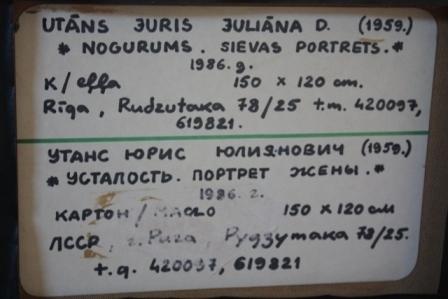 UTĀNS JURIS JULIĀNA D. (1959.)
* NOGURUMS. SIEVAS PORTRETS. *
1986. g.
K/effa 150 x 120 cm.
Rīga, Rudzutaka 78/25 t.m. 420097,
619821.
УТАНС ЮРИС ЮЛИЯНОВИЧ (1959.)
* УСТАЛОСТЬ. ПОРТРЕТ ЖЕНЫ. *
1986. г.
КАРТОН / МАСЛО 150 x 120 см
ЛССР, г. Рига, Рудзутака 78/25.
т.д. 420097, 619821